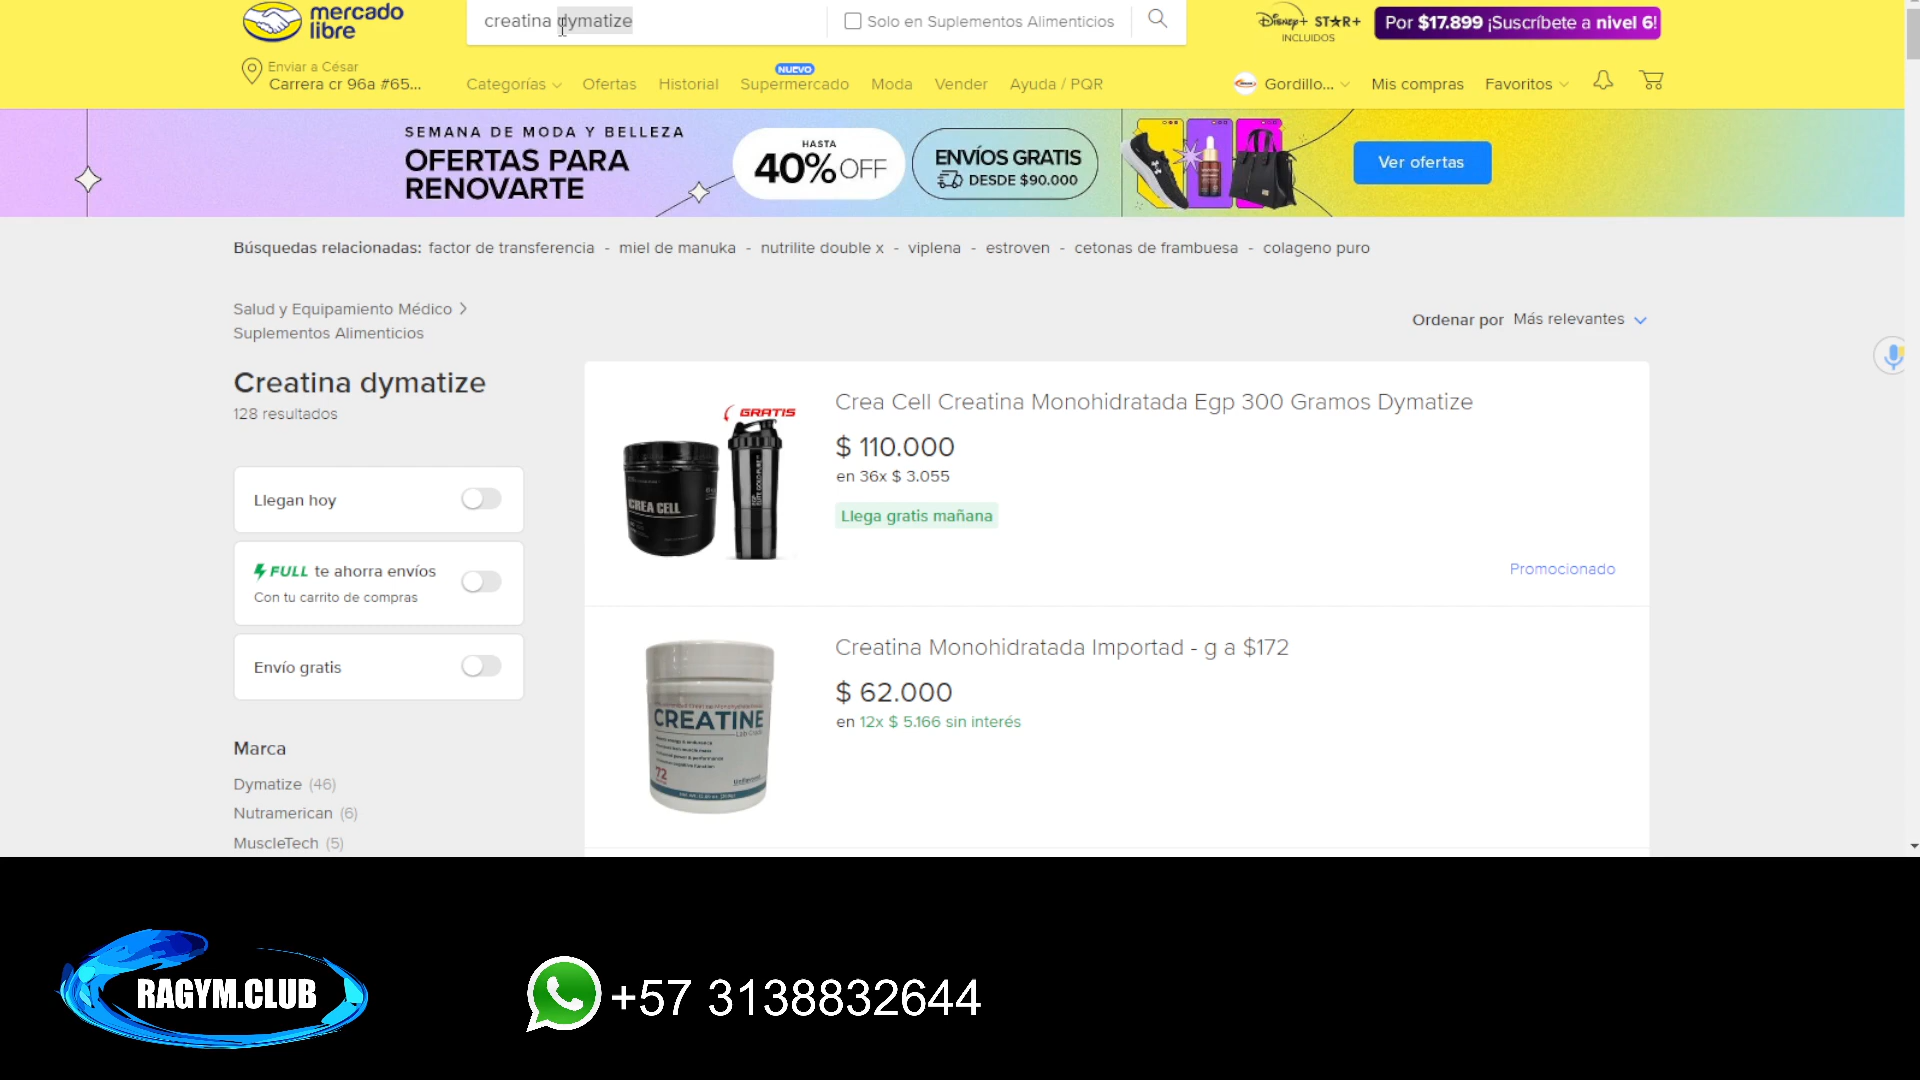 mercado
libre
creatina dymatize
Solo en Suplementos Alimenticios
Disney+ ST★R+
INCLUIDOS
Por $17.899 ¡Suscríbete a nivel 6!
Enviar a César
Carrera cr 96a #65...
Categorías
Ofertas
Historial
NUEVO
Supermercado
Moda
Vender
Ayuda / PQR
Gordillo...
Mis compras
Favoritos
SEMANA DE MODA Y BELLEZA
OFERTAS PARA
RENOVARTE
HASTA
40% OFF
ENVÍOS GRATIS
DESDE $90.000
Ver ofertas
Búsquedas relacionadas: factor de transferencia - miel de manuka - nutrilite double x - viplena - estroven - cetonas de frambuesa - colageno puro
Salud y Equipamiento Médico >
Suplementos Alimenticios
Ordenar por Más relevantes
Creatina dymatize
128 resultados
Llegan hoy
FULL te ahorra envíos
Con tu carrito de compras
Envío gratis
Marca
Dymatize (46)
Nutramerican (6)
MuscleTech (5)
GRATIS
CREA CELL
Crea Cell Creatina Monohidratada Egp 300 Gramos Dymatize
$ 110.000
en 36x $ 3.055
Llega gratis mañana
Promocionado
CREATINE
72
Unflavored
Creatina Monohidratada Importad - g a $172
$ 62.000
en 12x $ 5.166 sin interés
RAGYM.CLUB
+57 3138832644